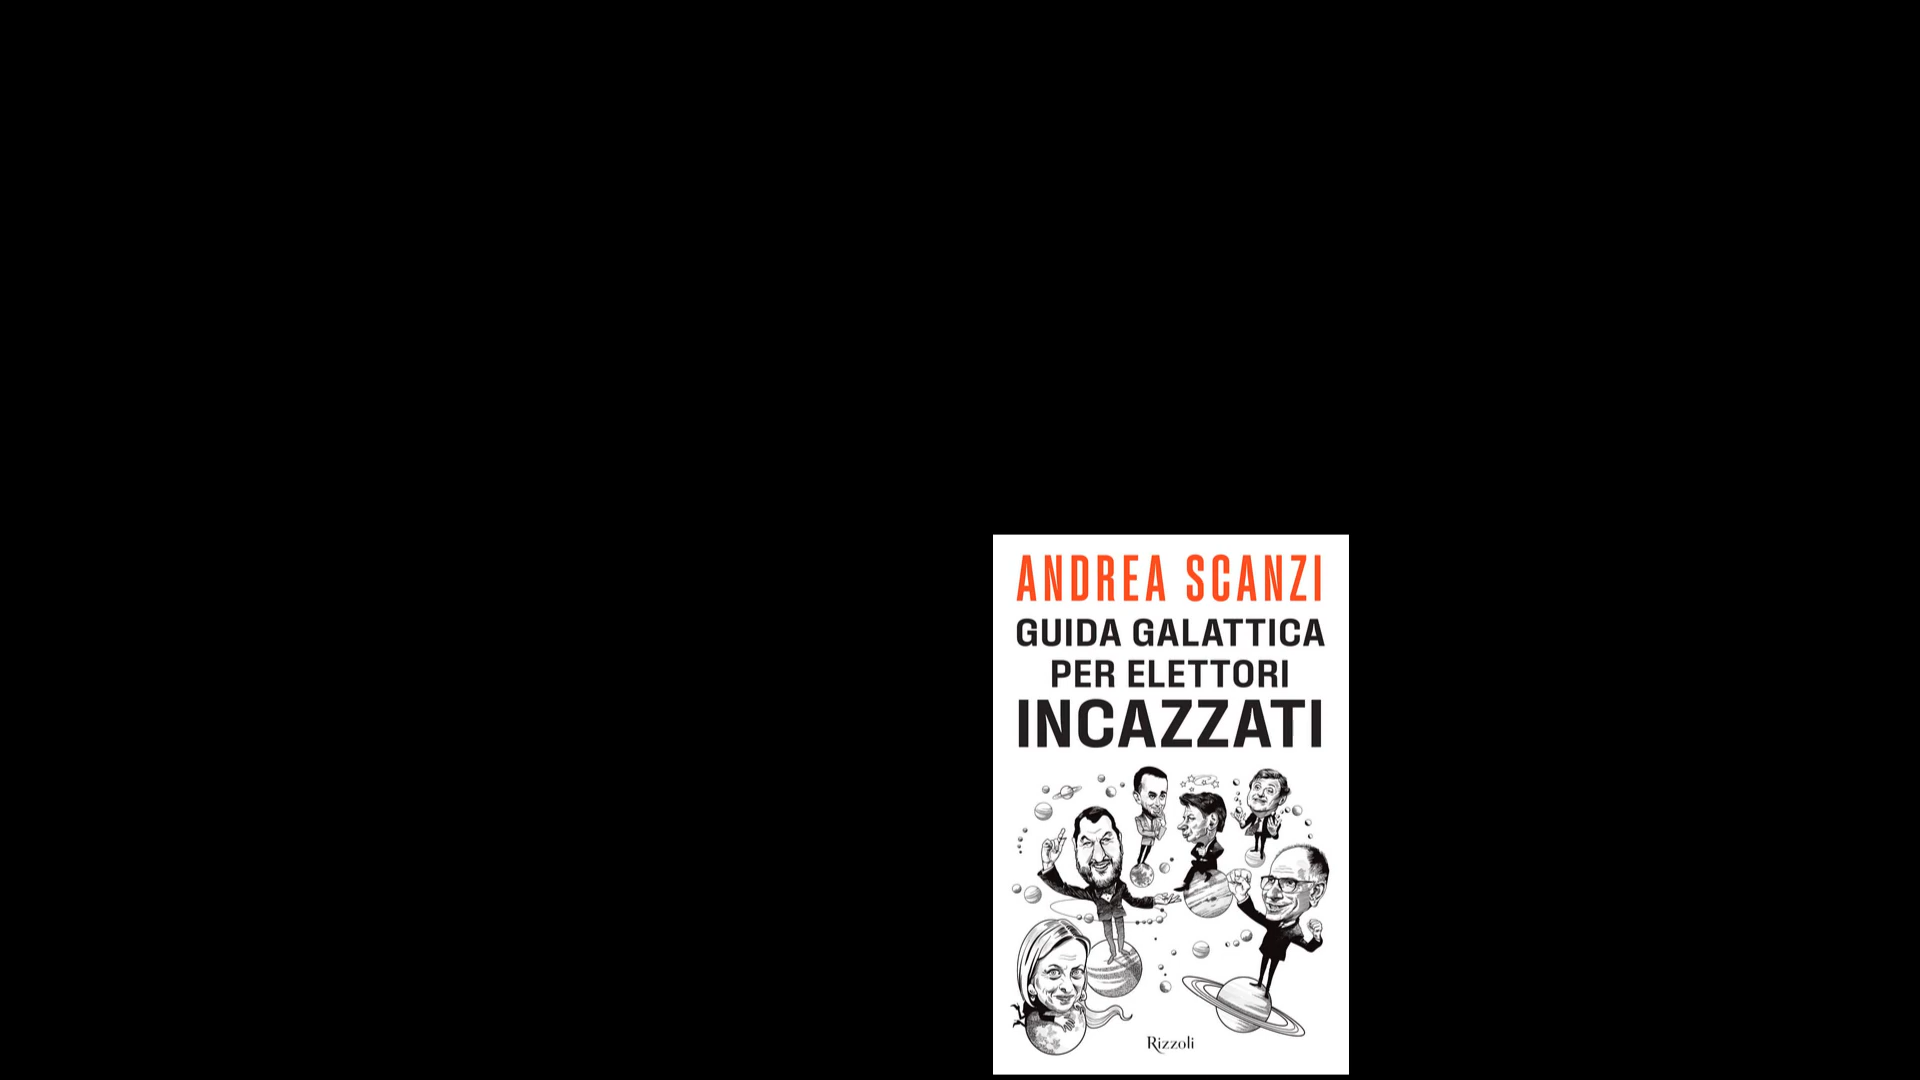 ANDREA SCANZI
GUIDA GALATTICA
PER ELETTORI
INCAZZATI
Rizzoli